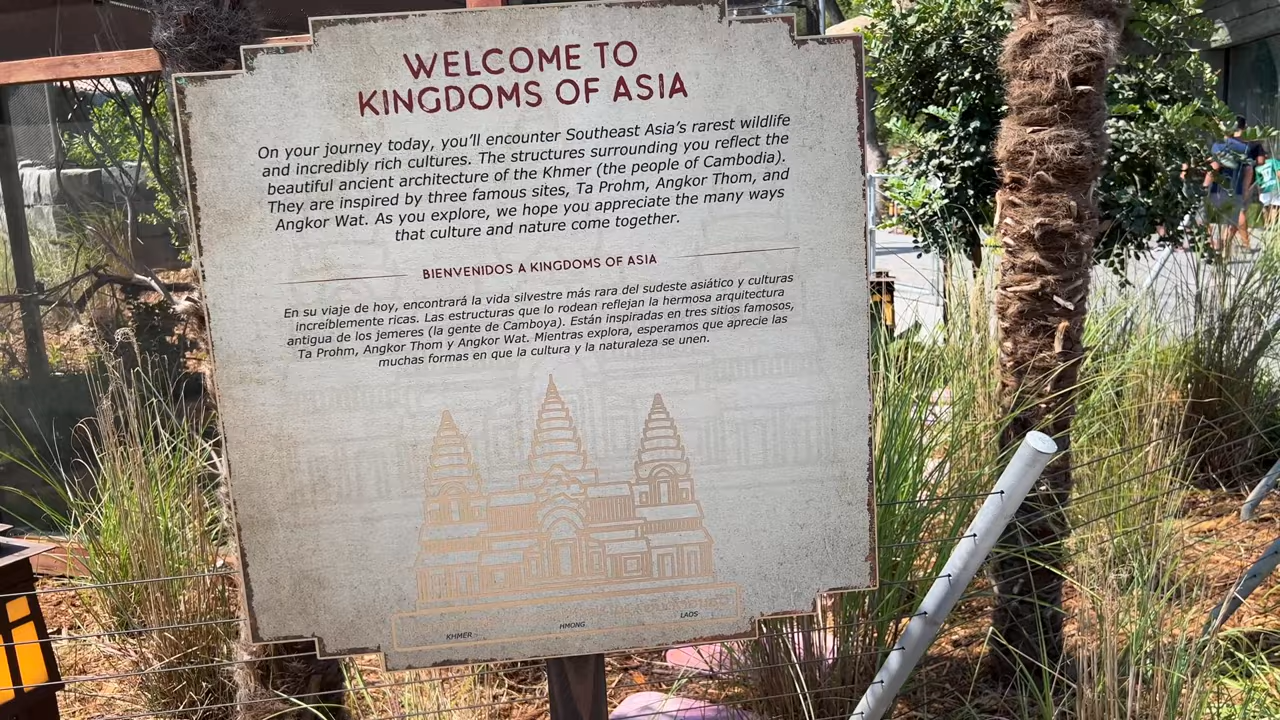 WELCOME TO
KINGDOMS OF ASIA
On your journey today, you'll encounter Southeast Asia's rarest wildlife
and incredibly rich cultures. The structures surrounding you reflect the
beautiful ancient architecture of the Khmer (the people of Cambodia).
They are inspired by three famous sites, Ta Prohm, Angkor Thom, and
Angkor Wat. As you explore, we hope you appreciate the many ways
that culture and nature come together.
BIENVENIDOS A KINGDOMS OF ASIA
En su viaje de hoy, encontrará la vida silvestre más rara del sudeste asiático y culturas
increíblemente ricas. Las estructuras que lo rodean reflejan la hermosa arquitectura
antigua de los jemeres (la gente de Camboya). Están inspiradas en tres sitios famosos,
Ta Prohm, Angkor Thom y Angkor Wat. Mientras explora, esperamos que aprecie las
muchas formas en que la cultura y la naturaleza se unen.
KHMER HMONG LAOS